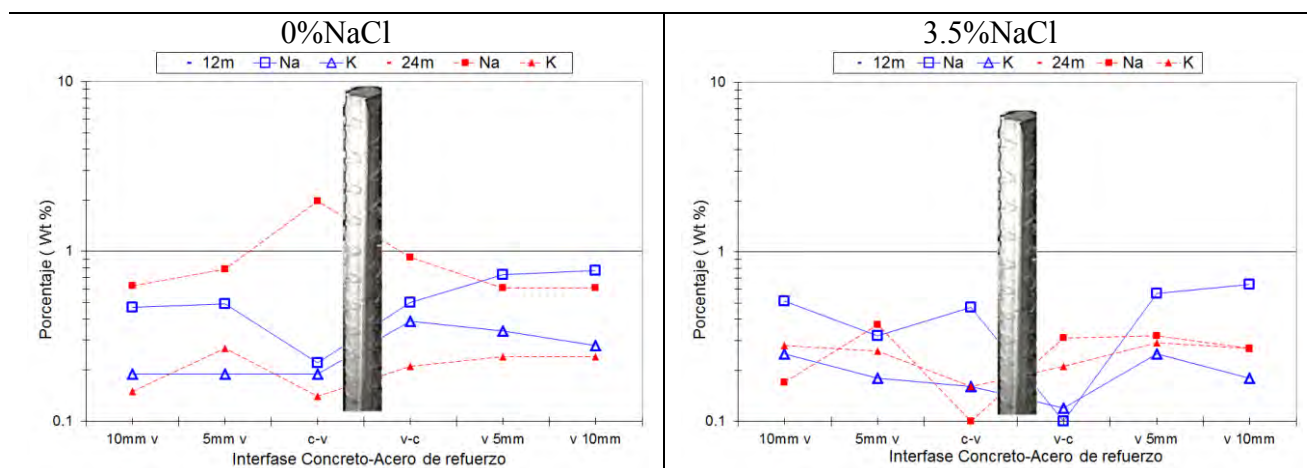 0%NaCl
12m Na K 24m Na K
10
1
0.1
Porcentaje ( Wt %)
10mm v 5mm v c-v v-c v 5mm v 10mm
Interfase Concreto-Acero de refuerzo
3.5%NaCl
12m Na K 24m Na K
10
1
0.1
Porcentaje ( Wt %)
10mm v 5mm v c-v v-c v 5mm v 10mm
Interfase Concreto-Acero de refuerzo